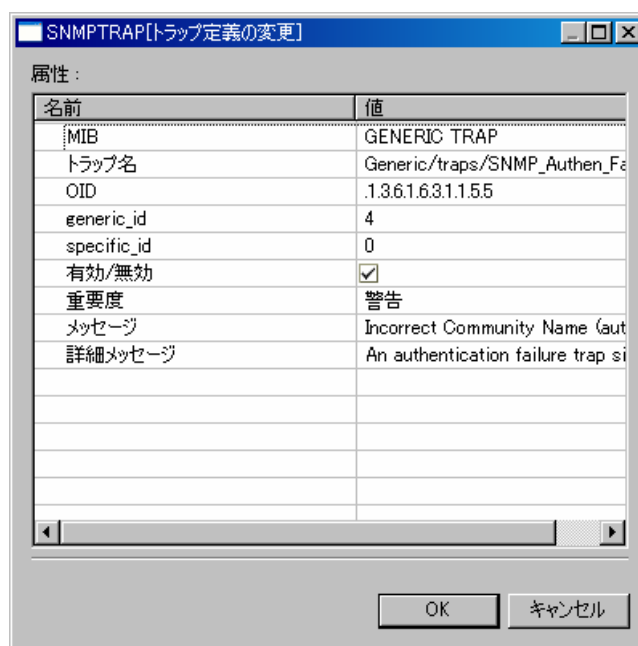 SNMPTRAP[トラップ定義の変更]
属性：
名前 値
MIB GENERIC TRAP
トラップ名 Generic/traps/SNMP_Authen_Fa
OID .1.3.6.1.6.3.1.1.5.5
generic_id 4
specific_id 0
有効/無効
重要度 警告
メッセージ Incorrect Community Name (aut
詳細メッセージ An authentication failure trap si
OK キャンセル